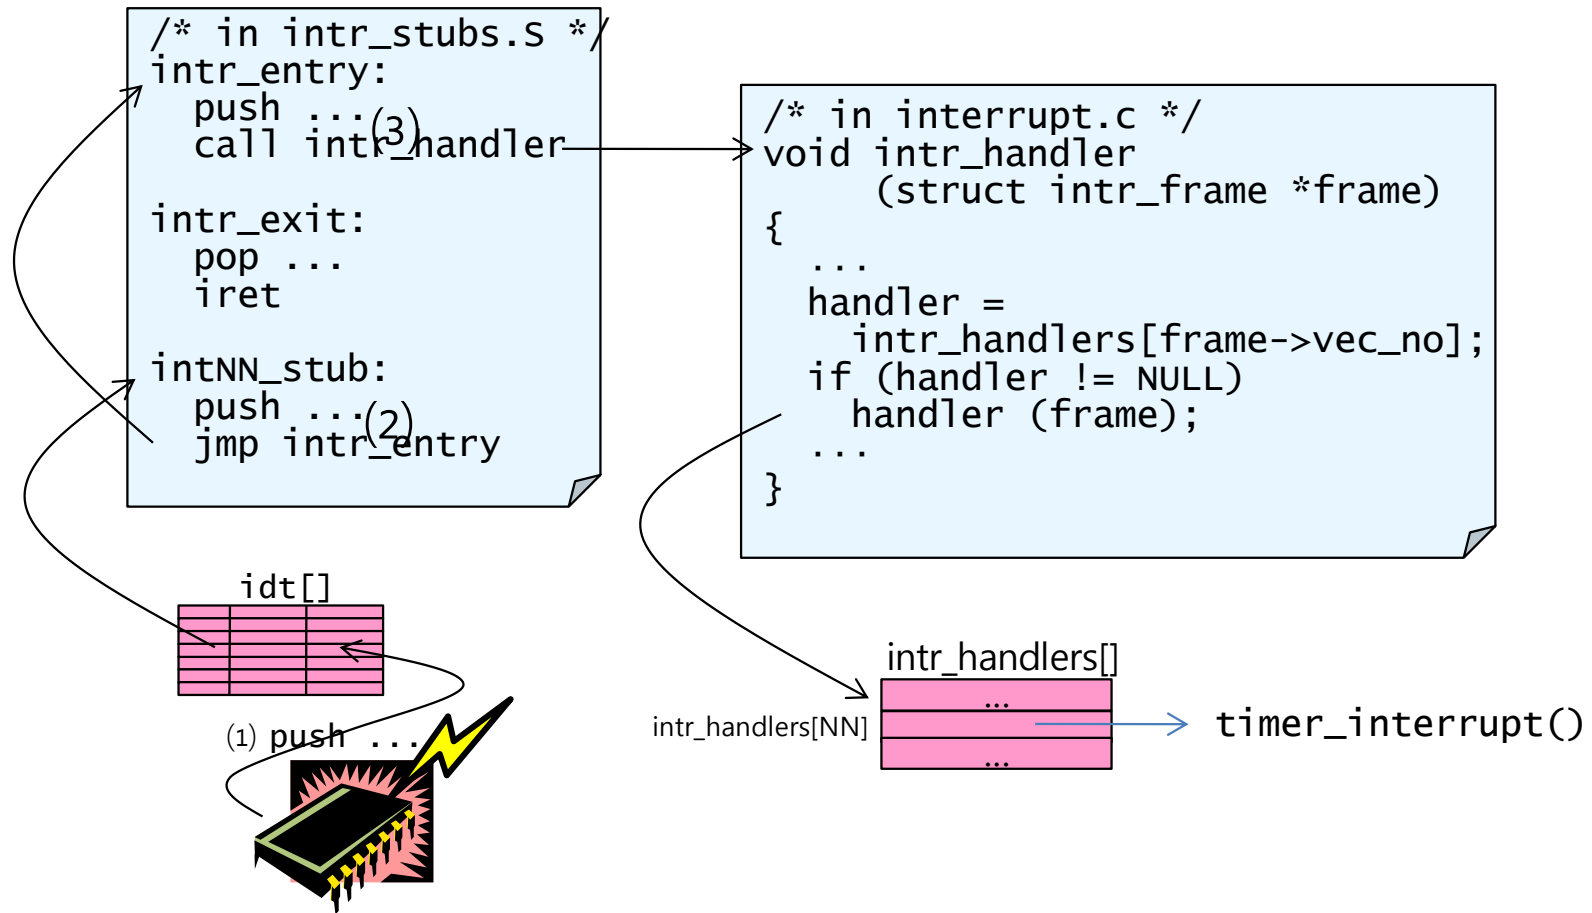 /* in intr_stubs.S */
intr_entry:
  push ... (3)
  call intr_handler
intr_exit:
  pop ...
  iret
intNN_stub:
  push ... (2)
  jmp intr_entry
/* in interrupt.c */
void intr_handler
     (struct intr_frame *frame)
{
  ...
  handler =
    intr_handlers[frame->vec_no];
  if (handler != NULL)
    handler (frame);
  ...
}
idt[]
(1) push ...
intr_handlers[]
...
intr_handlers[NN]
...
timer_interrupt()